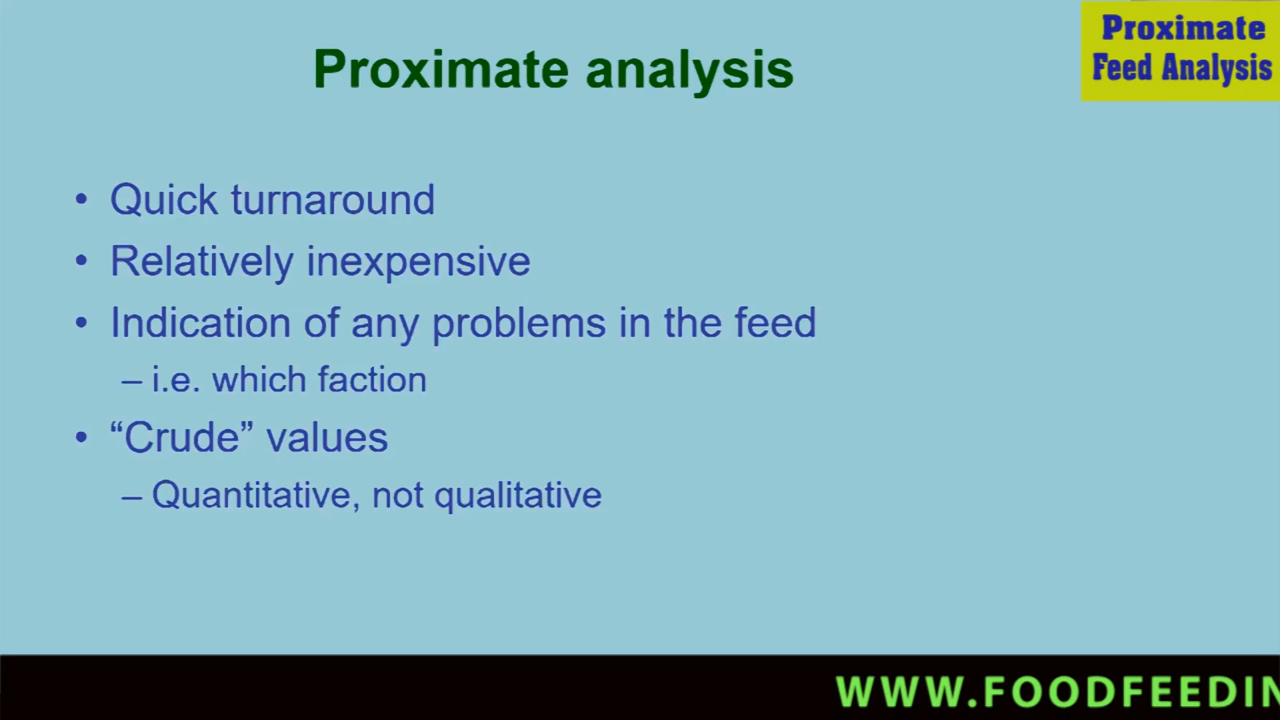 Proximate
Feed Analysis
Proximate analysis
• Quick turnaround
• Relatively inexpensive
• Indication of any problems in the feed
– i.e. which faction
• “Crude” values
– Quantitative, not qualitative
WWW.FOODFEEDIN